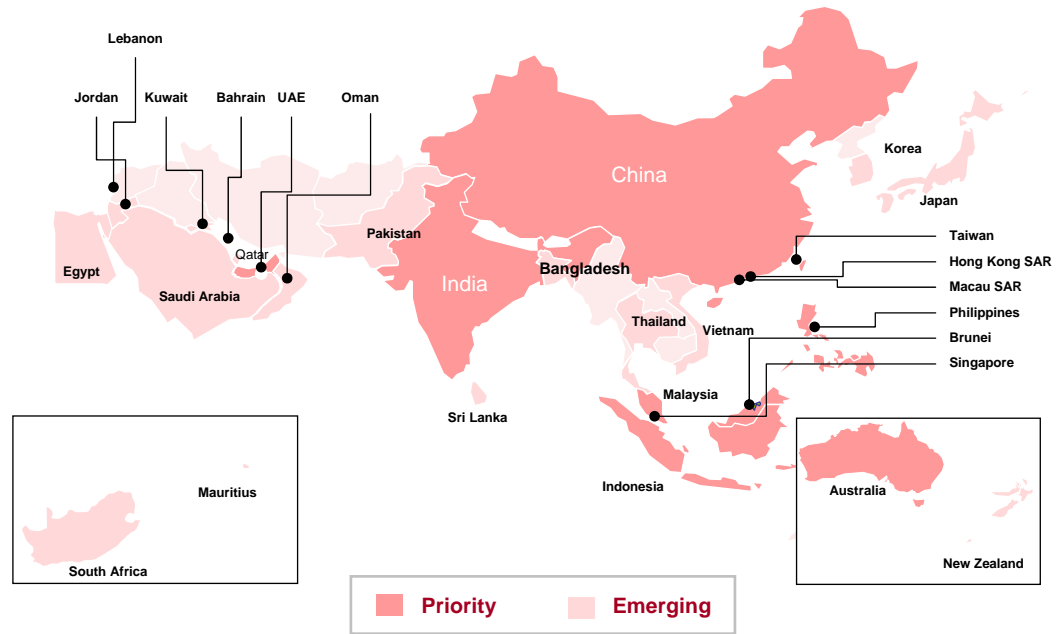 Lebanon
Jordan
Kuwait
Bahrain
UAE
Oman
China
Korea
Japan
Pakistan
Taiwan
Qatar
Bangladesh
Hong Kong SAR
Egypt
India
Macau SAR
Saudi Arabia
Philippines
Thailand
Vietnam
Brunei
Singapore
Malaysia
Sri Lanka
Indonesia
Mauritius
Australia
South Africa
New Zealand
Priority
Emerging